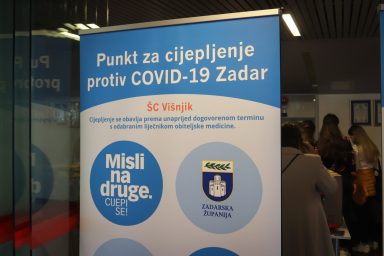 Punkt za cijepljenje
protiv COVID-19 Zadar
ŠC Višnjik
Cijepljenje se obavlja prema unaprijed dogovorenom terminu
s odabranim liječnikom obiteljske medicine.
Misli
na
druge.
CIJEPI
SE!
ZADARSKA
ŽUPANIJA